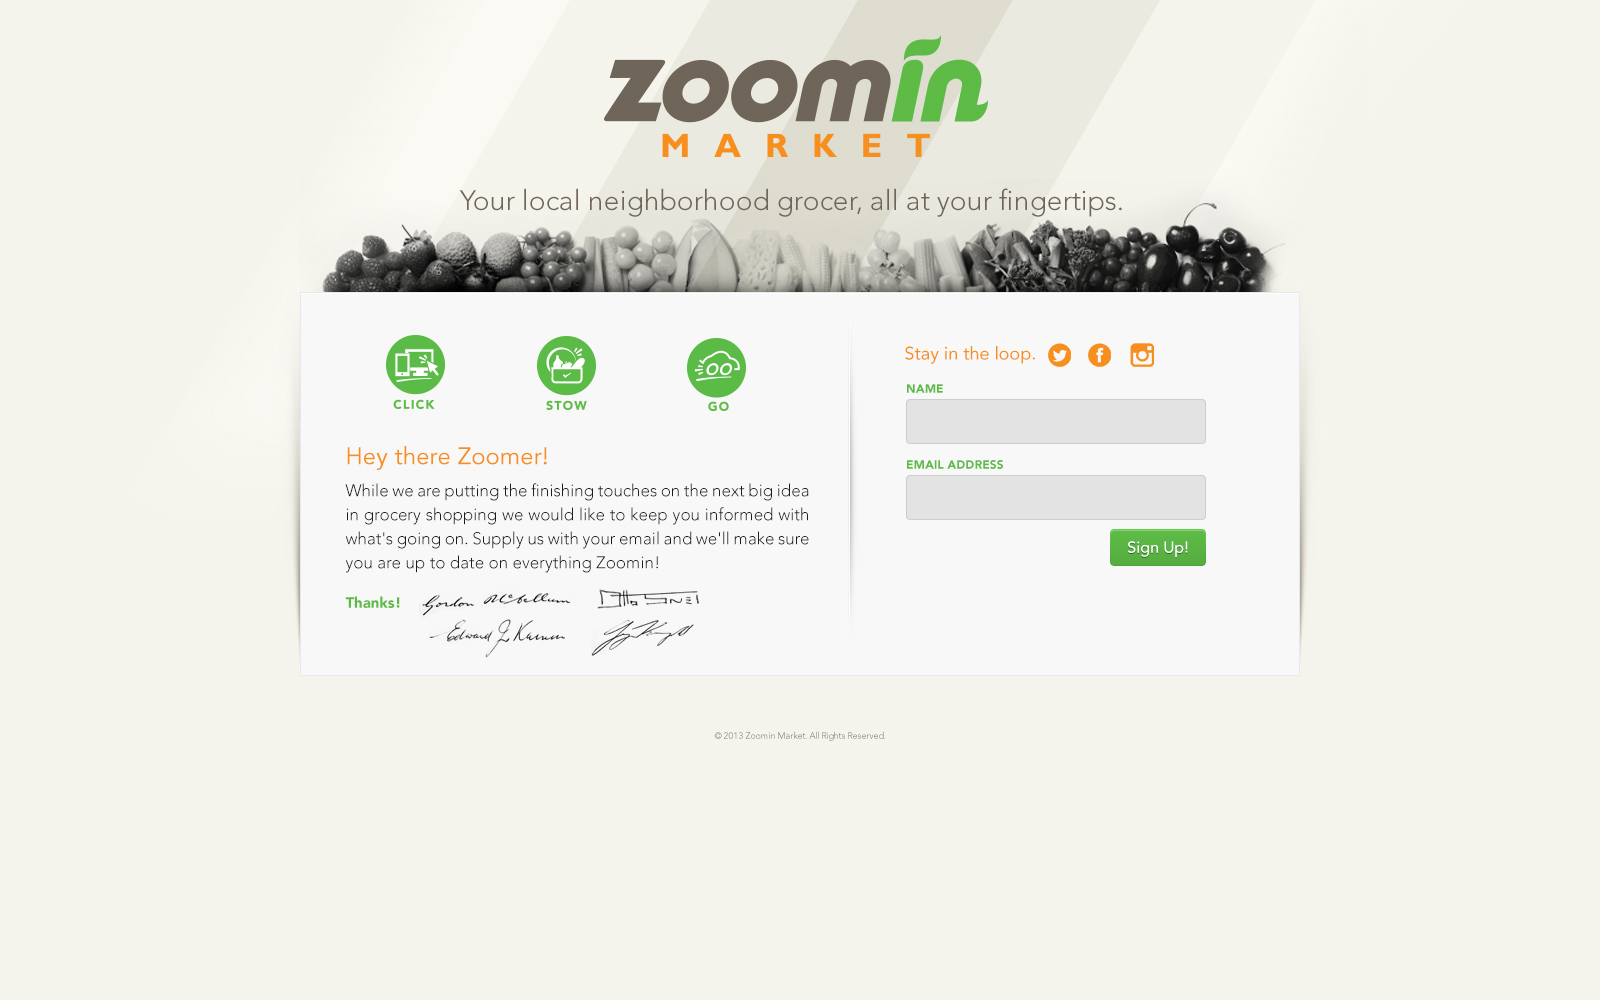 zoomin
MARKET
Your local neighborhood grocer, all at your fingertips.
CLICK
STOW
GO
Hey there Zoomer!
While we are putting the finishing touches on the next big idea
in grocery shopping we would like to keep you informed with
what's going on. Supply us with your email and we'll make sure
you are up to date on everything Zoomin!
Thanks!
Gordon
Edward
Stay in the loop.
NAME
EMAIL ADDRESS
Sign Up!
© 2013 Zoomin Market. All Rights Reserved.